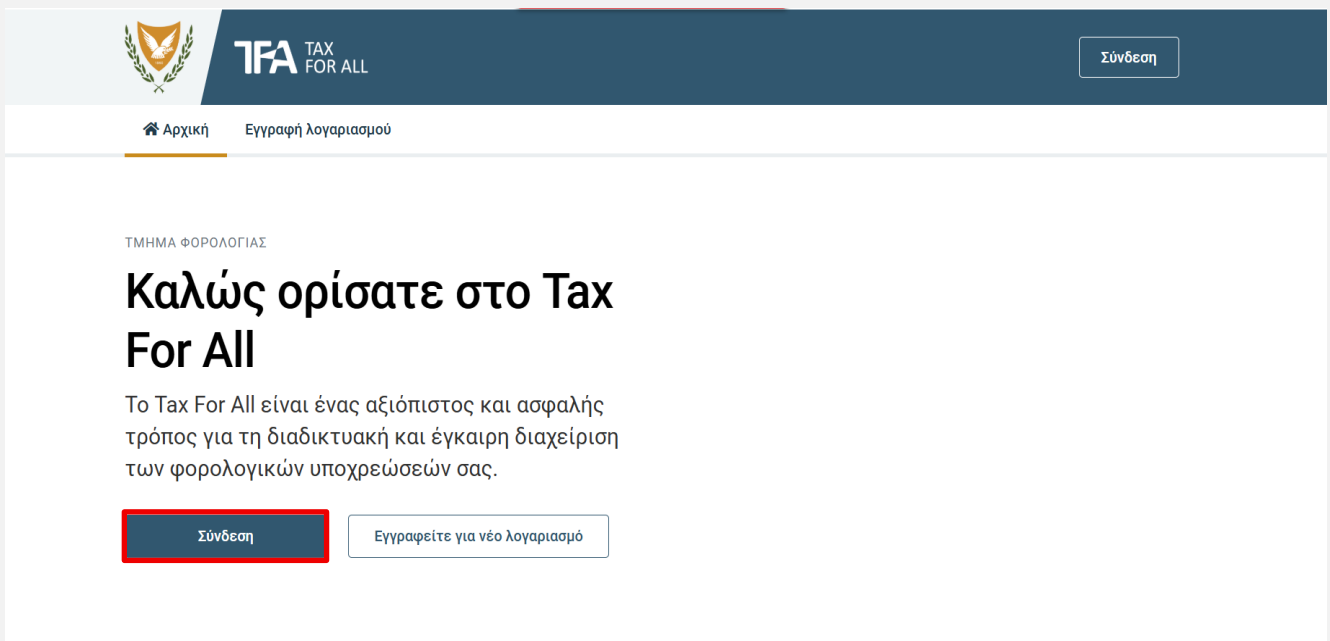 TFA TAX
FOR ALL
Σύνδεση
Αρχική Εγγραφή λογαριασμού
ΤΜΗΜΑ ΦΟΡΟΛΟΓΙΑΣ
Καλώς ορίσατε στο Tax
For All
Το Tax For All είναι ένας αξιόπιστος και ασφαλής
τρόπος για τη διαδικτυακή και έγκαιρη διαχείριση
των φορολογικών υποχρεώσεών σας.
Σύνδεση Εγγραφείτε για νέο λογαριασμό